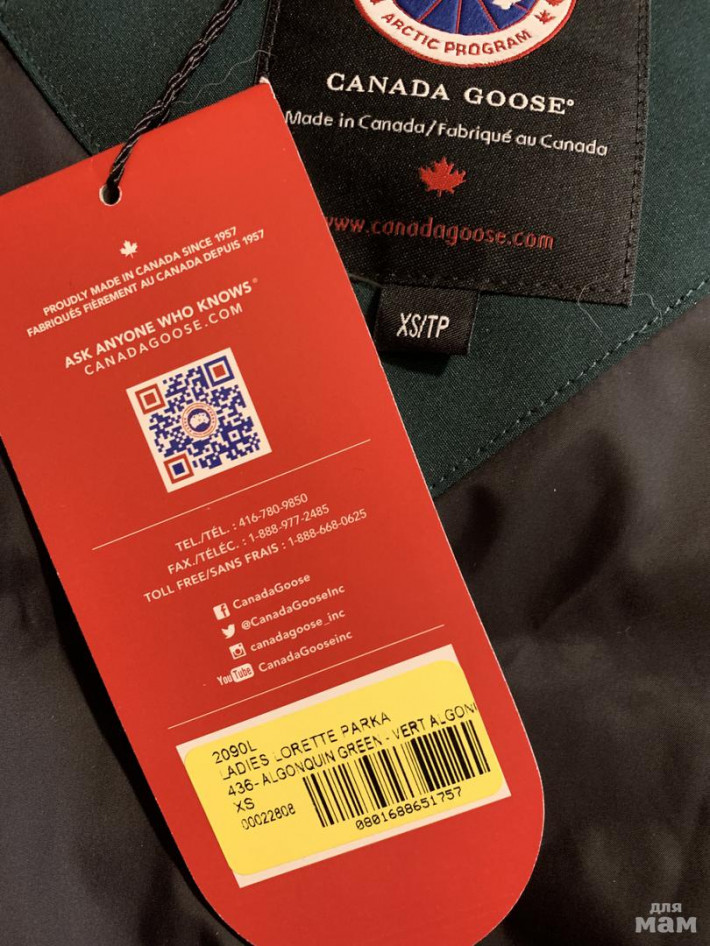 ARCTIC PROGRAM
CANADA GOOSE®
Made in Canada/Fabriqué au Canada
www.canadagoose.com
XS/TP
PROUDLY MADE IN CANADA SINCE 1957
FABRIQUÉS FIÈREMENT AU CANADA DEPUIS 1957
ASK ANYONE WHO KNOWS®
CANADAGOOSE.COM
TEL./TÉL. : 416-780-9850
FAX./TÉLÉC. : 1-888-977-2485
TOLL FREE/SANS FRAIS : 1-888-668-0625
CanadaGoose
@CanadaGooseInc
canadagoose_inc
YouTube CanadaGooseinc
2090L
LADIES LORETTE PARKA
436- ALGONQUIN GREEN - VERT ALGON
XS
00022808
0801688651757
для
мам